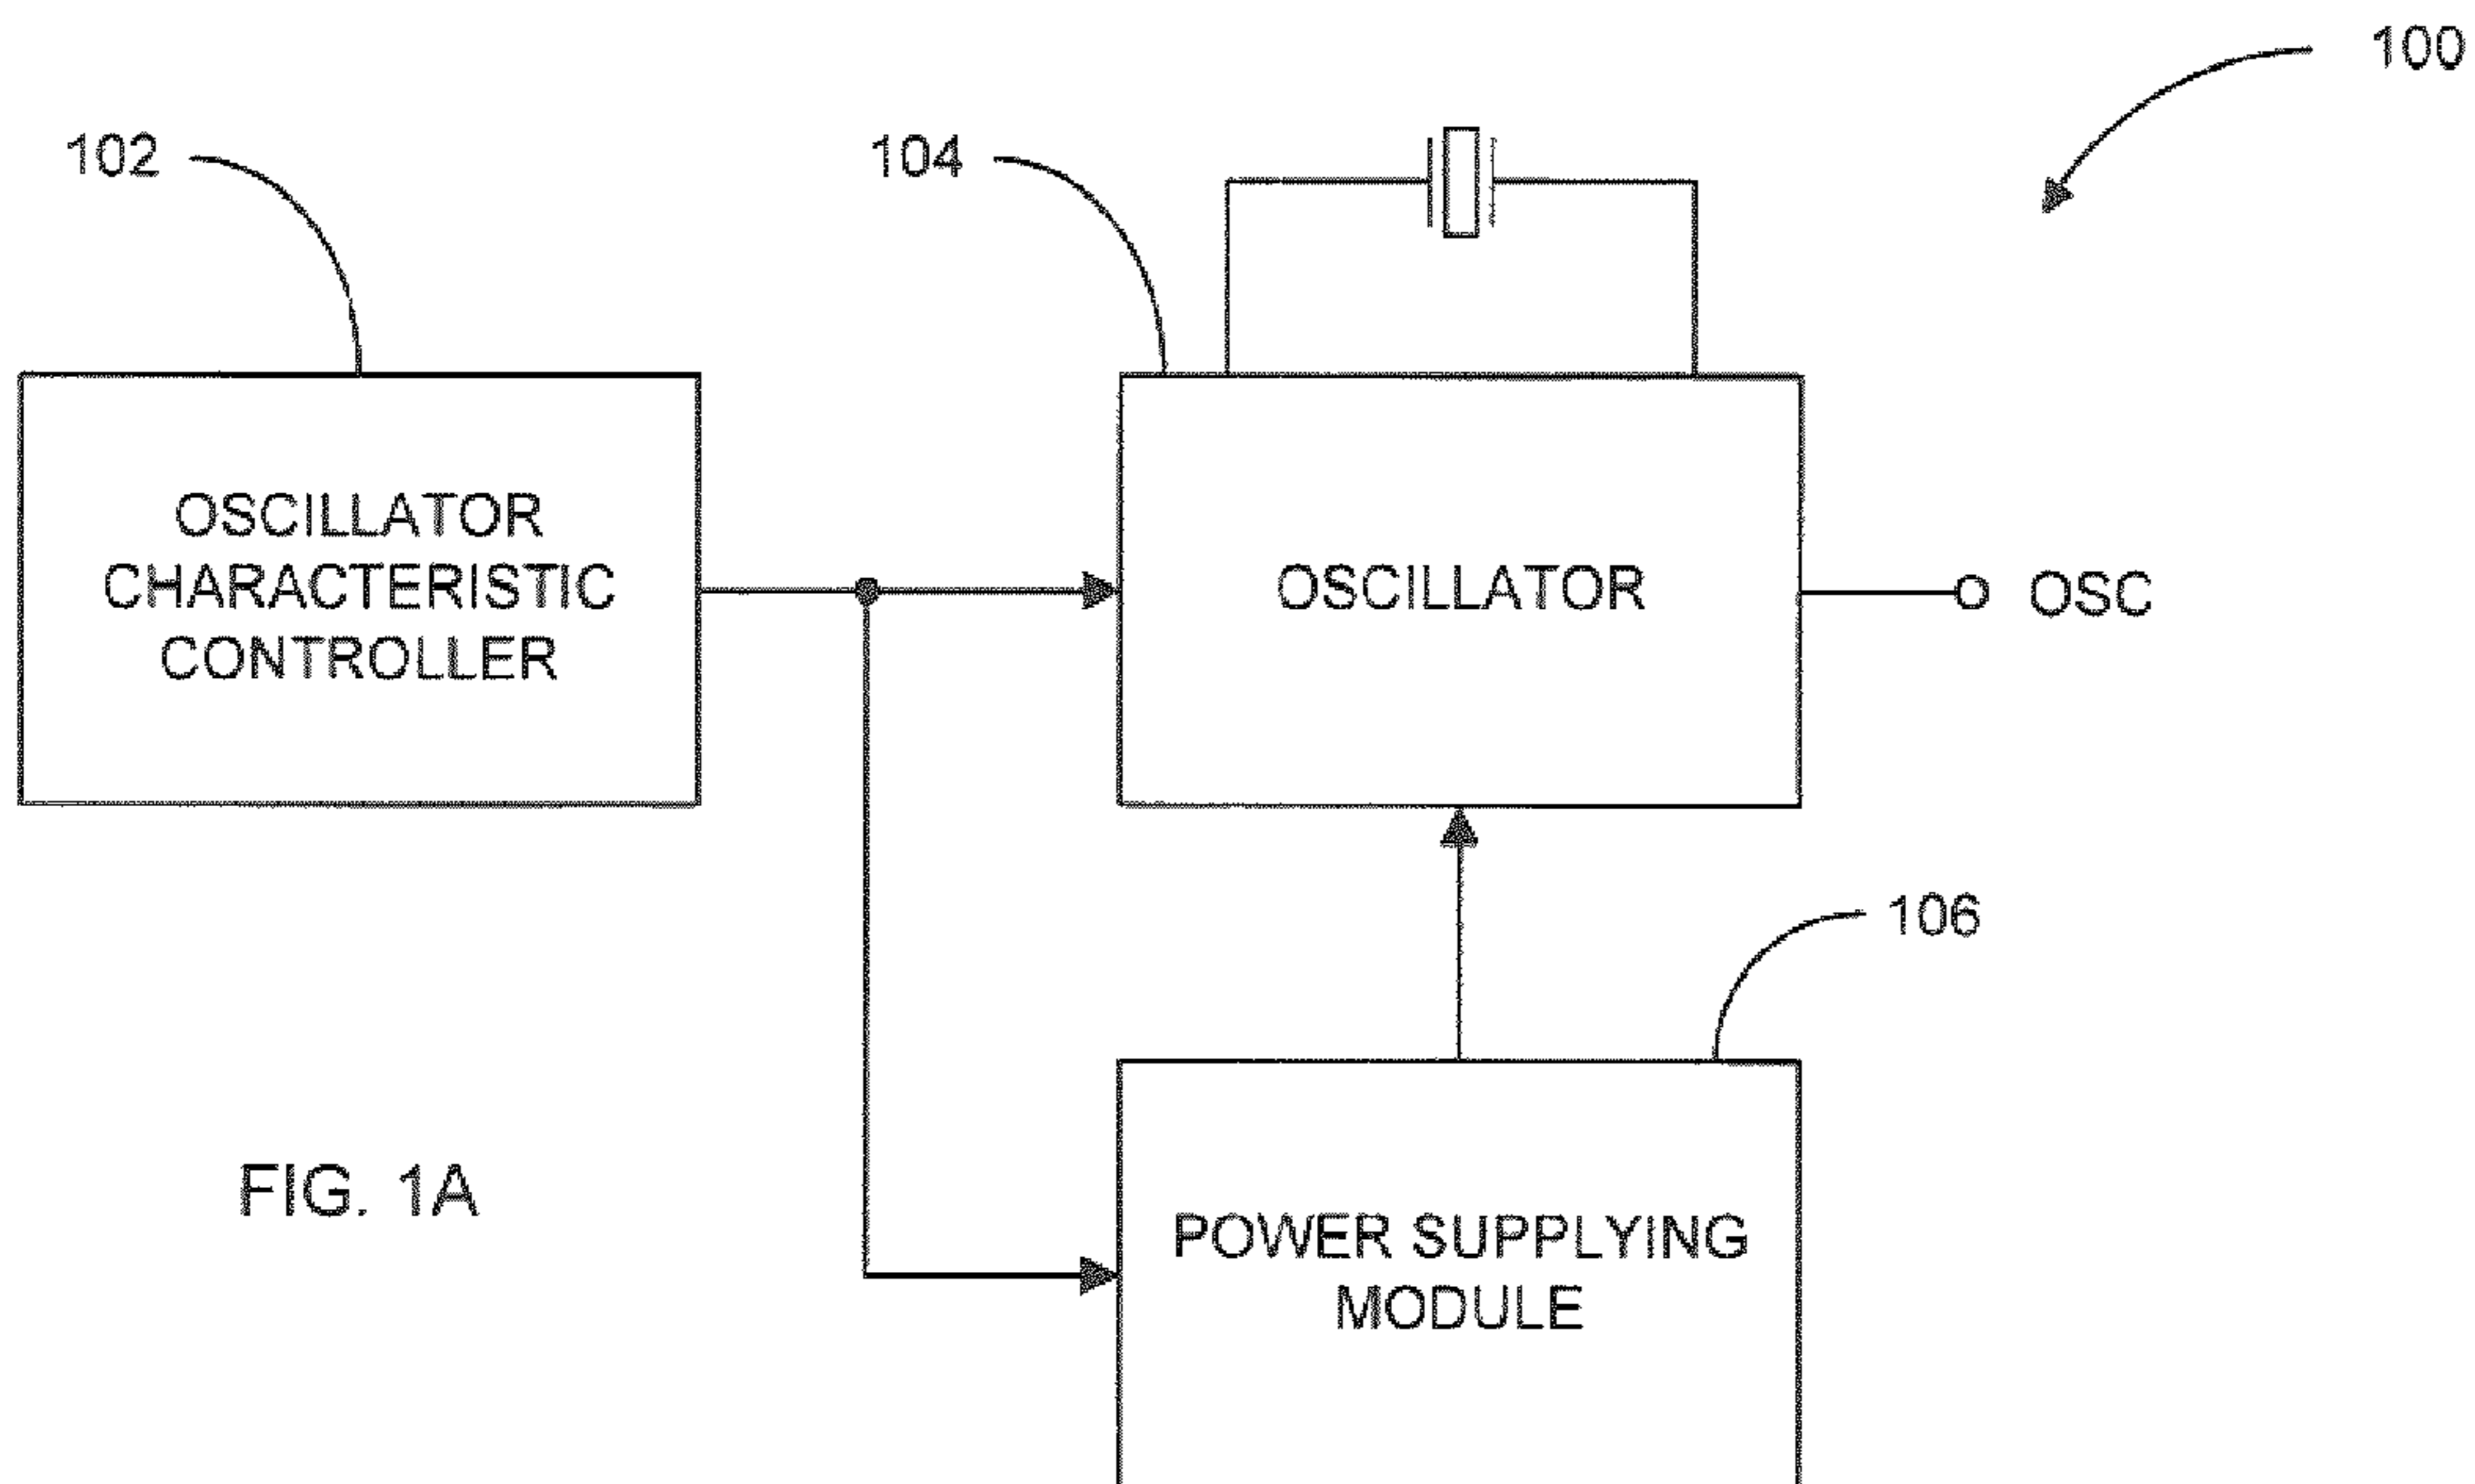 100
102
104
OSCILLATOR
CHARACTERISTIC
CONTROLLER
OSCILLATOR
OSC
106
FIG. 1A
POWER SUPPLYING
MODULE